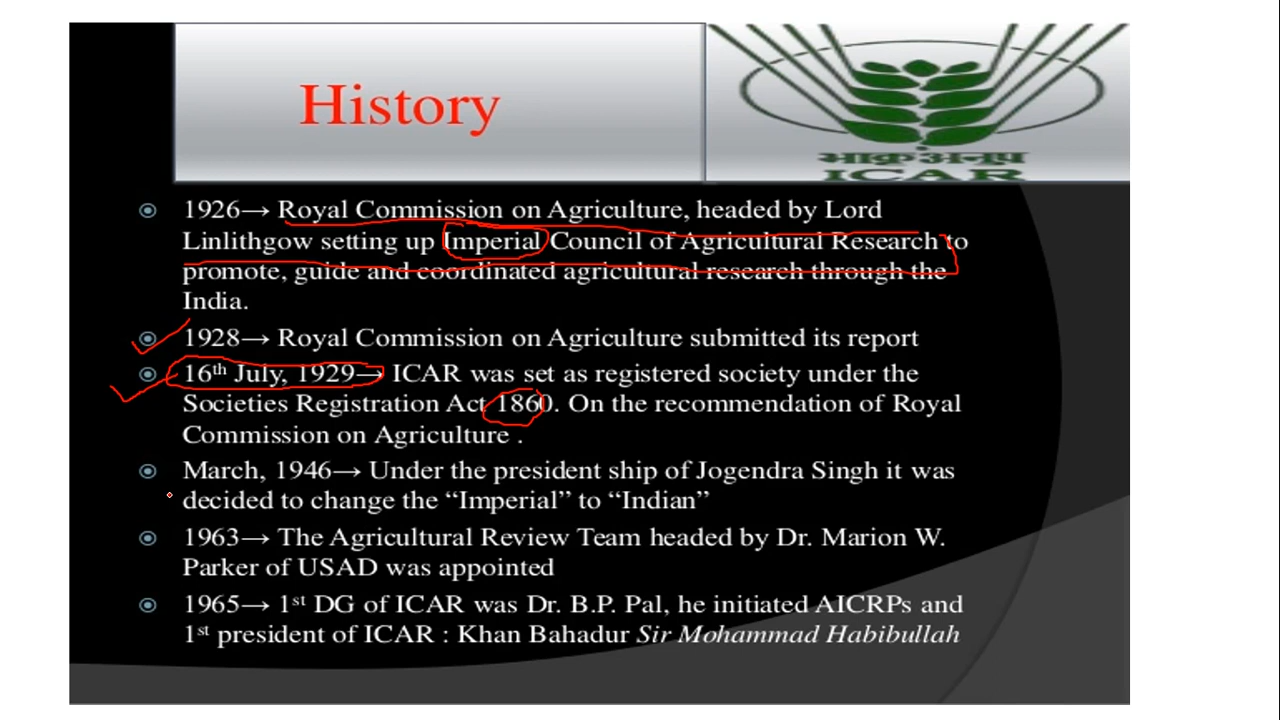 History
भाकृअनुप
ICAR
1926→ Royal Commission on Agriculture, headed by Lord
Linlithgow setting up Imperial Council of Agricultural Research to
promote, guide and coordinated agricultural research through the
India.
1928→ Royal Commission on Agriculture submitted its report
16th July, 1929→ ICAR was set as registered society under the
Societies Registration Act 1860. On the recommendation of Royal
Commission on Agriculture .
March, 1946→ Under the president ship of Jogendra Singh it was
decided to change the “Imperial” to “Indian”
1963→ The Agricultural Review Team headed by Dr. Marion W.
Parker of USAD was appointed
1965→ 1st DG of ICAR was Dr. B.P. Pal, he initiated AICRPs and
1st president of ICAR : Khan Bahadur Sir Mohammad Habibullah